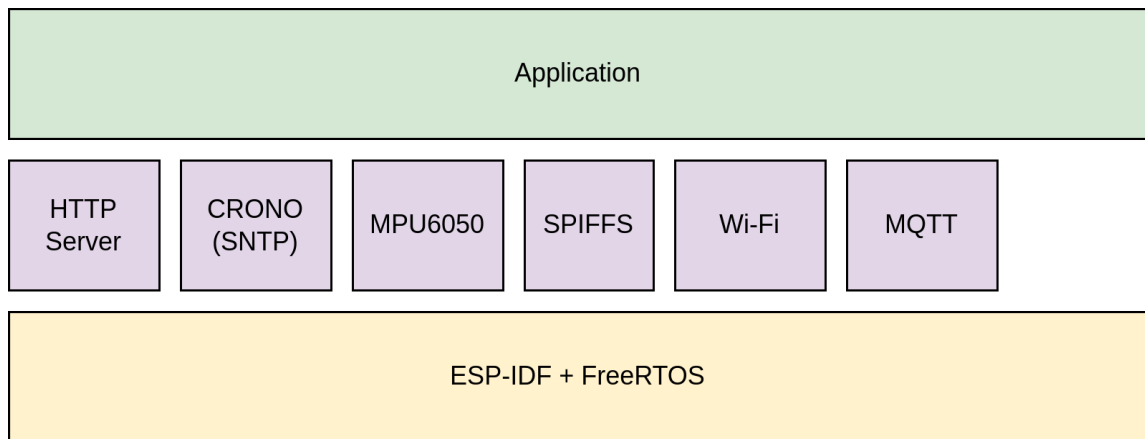 Application
HTTP
Server
CRONO
(SNTP)
MPU6050
SPIFFS
Wi-Fi
MQTT
ESP-IDF + FreeRTOS